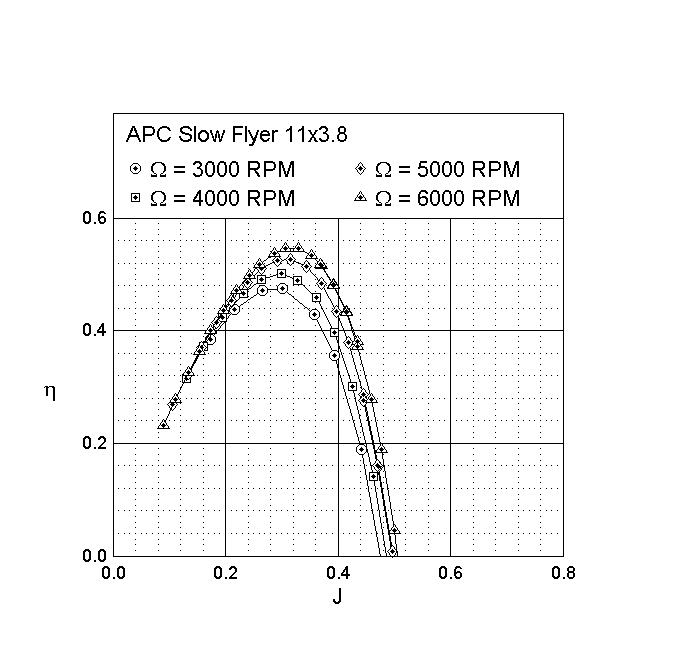 APC Slow Flyer 11x3.8
Ω = 3000 RPM
Ω = 5000 RPM
Ω = 4000 RPM
Ω = 6000 RPM
0.6
0.4
η
0.2
0.0
0.0 0.2 0.4 0.6 0.8
J